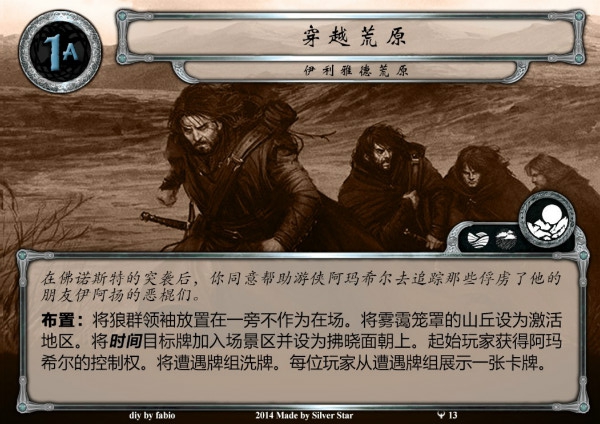 1A
穿越荒原
伊利雅德荒原
在佛诺斯特的突袭后，你同意帮助游侠阿玛希尔去追踪那些俘虏了他的
朋友伊阿扬的恶棍们。
布置：将狼群领袖放置在一旁不作为在场。将雾霭笼罩的山丘设为激活
地区。将时间目标牌加入场景区并设为拂晓面朝上。起始玩家获得阿玛
希尔的控制权。将遭遇牌组洗牌。每位玩家从遭遇牌组展示一张卡牌。
diy by fabio 2014 Made by Silver Star 13